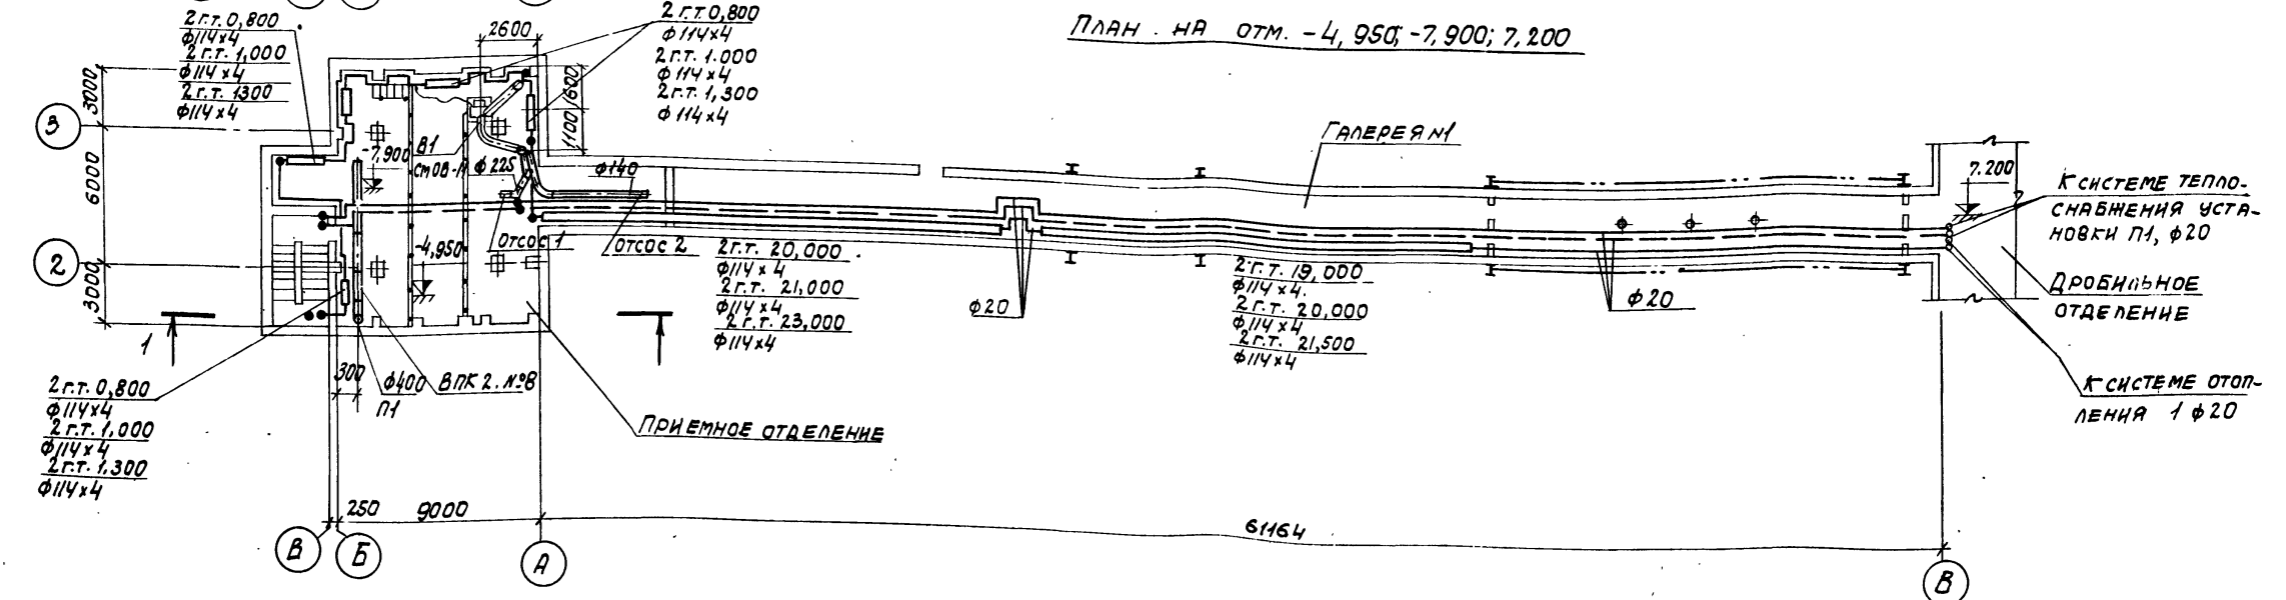 План на отм. -4,950; -7,900; 7,200
2 г.т. 0,800
ф114х4
2 г.т. 1,000
ф114х4
2 г.т. 1300
ф114х4
2600
2 г.т. 0,800
ф114х4
2 г.т. 1.000
ф114х4
2 г.т. 1,300
ф114х4
3000
6000
3000
3
2
1600
1100
-7,900
В1
ф225
ф140
-4,950
Отсос 1
Отсос 2
Галерея N1
7.200
К системе тепло-
снабжения уста-
новки П1, ф20
Дробильное
отделение
К системе отоп-
ления 1 ф20
2 г.т. 20,000
ф114х4
2 г.т. 21,000
ф114х4
2 г.т. 23,000
ф114х4
ф20
2 г.т. 19,000
ф114х4.
2 г.т. 20,000
ф114х4
2 г.т. 21,500
ф114х4
ф20
1
300
ф400
П1
ВПК 2. №8
2 г.т. 0,800
ф114х4
2 г.т. 1,000
ф114х4
2 г.т. 1.300
ф114х4
Приемное отделение
250
9000
61164
В
Б
А
В